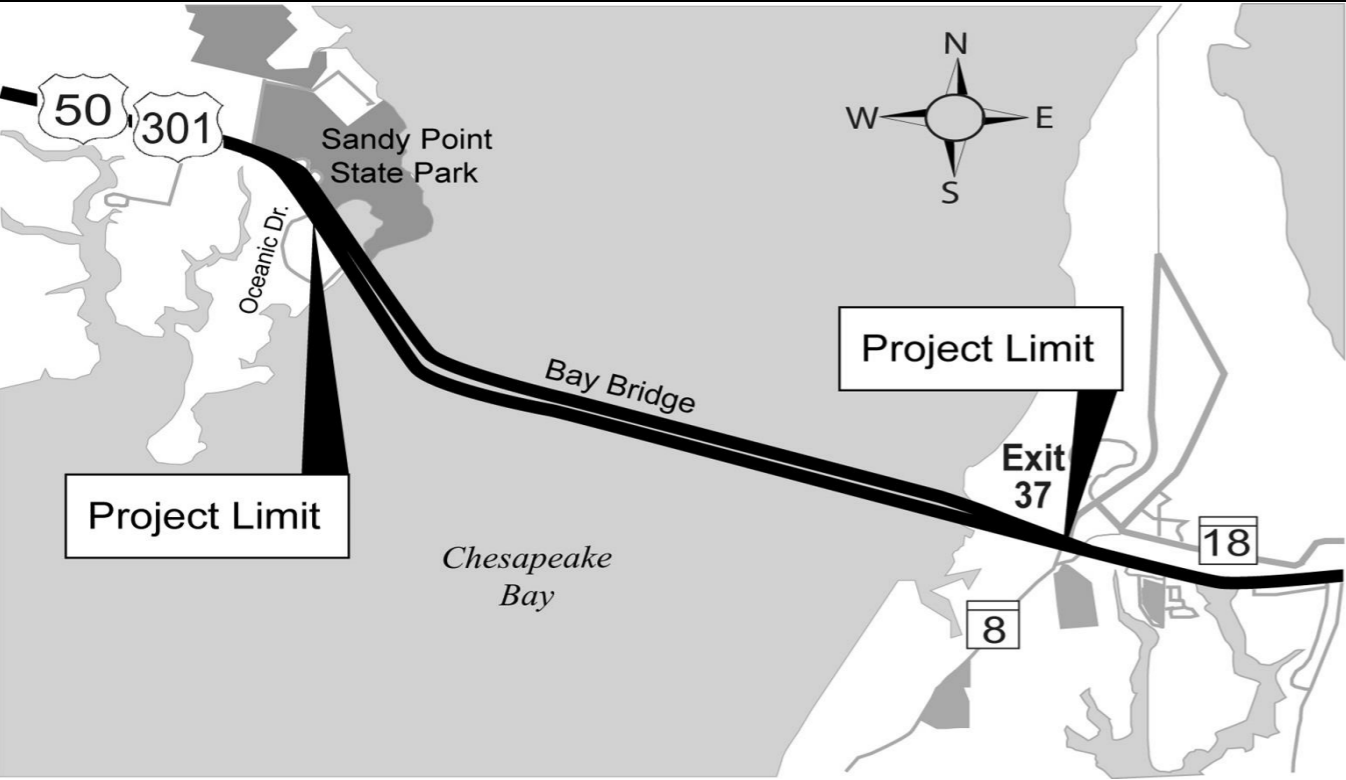 50
301
Sandy Point
State Park
N
W
E
S
Oceanic Dr.
Bay Bridge
Project Limit
Exit
37
Project Limit
18
Chesapeake
Bay
8